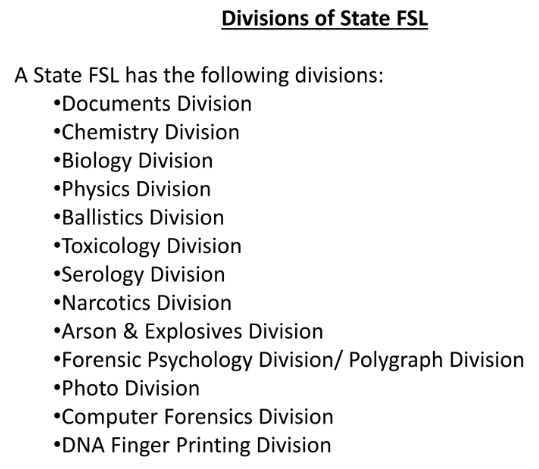 Divisions of State FSL
A State FSL has the following divisions:
•Documents Division
•Chemistry Division
•Biology Division
•Physics Division
•Ballistics Division
•Toxicology Division
•Serology Division
•Narcotics Division
•Arson & Explosives Division
•Forensic Psychology Division/ Polygraph Division
•Photo Division
•Computer Forensics Division
•DNA Finger Printing Division